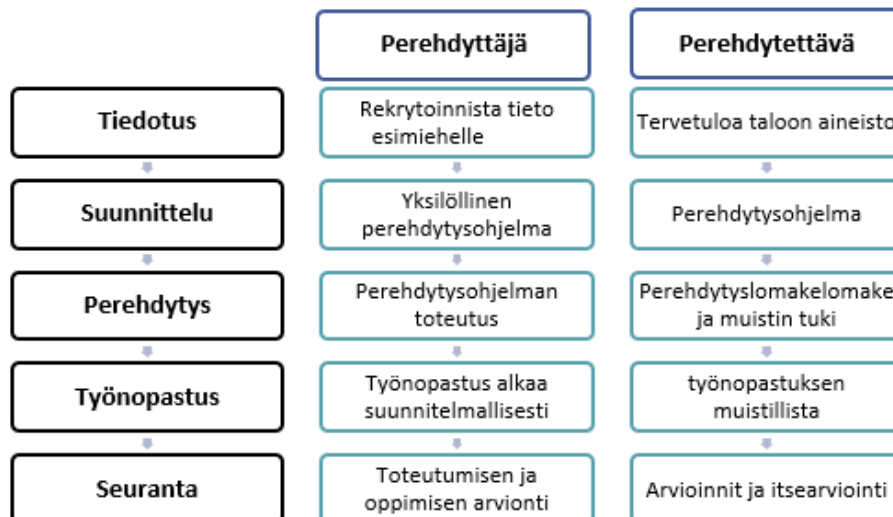 Perehdyttäjä
Perehdytettävä
Tiedotus
Rekrytoinnista tieto
esimiehelle
Tervetuloa taloon aineisto
Suunnittelu
Yksilöllinen
perehdytysohjelma
Perehdytysohjelma
Perehdytys
Perehdytysohjelman
toteutus
Perehdytyslomakelomake
ja muistin tuki
Työnopastus
Työnopastus alkaa
suunnitelmallisesti
työnopastuksen
muistillista
Seuranta
Toteutumisen ja
oppimisen arvionti
Arvioinnit ja itsearviointi